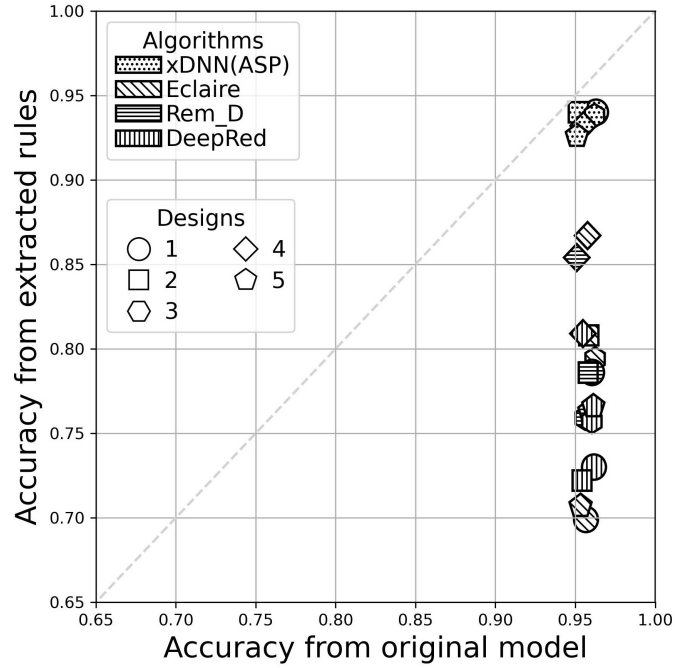 1.00
Algorithms
xDNN(ASP)
Eclaire
Rem_D
DeepRed
0.95
0.90
Designs
1 4
2 5
3
0.85
0.80
0.75
0.70
0.65
Accuracy from extracted rules
0.65 0.70 0.75 0.80 0.85 0.90 0.95 1.00
Accuracy from original model